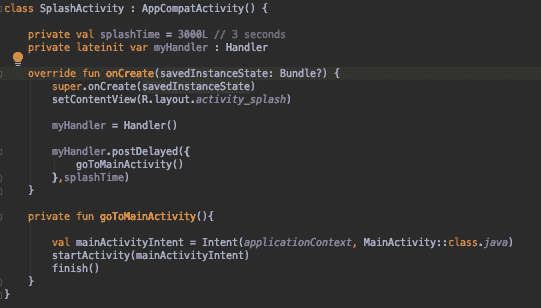 class SplashActivity : AppCompatActivity() {
private val splashTime = 3000L // 3 seconds
private lateinit var myHandler : Handler
override fun onCreate(savedInstanceState: Bundle?) {
super.onCreate(savedInstanceState)
setContentView(R.layout.activity_splash)
myHandler = Handler()
myHandler.postDelayed({
goToMainActivity()
},splashTime)
}
private fun goToMainActivity(){
val mainActivityIntent = Intent(applicationContext, MainActivity::class.java)
startActivity(mainActivityIntent)
finish()
}
}